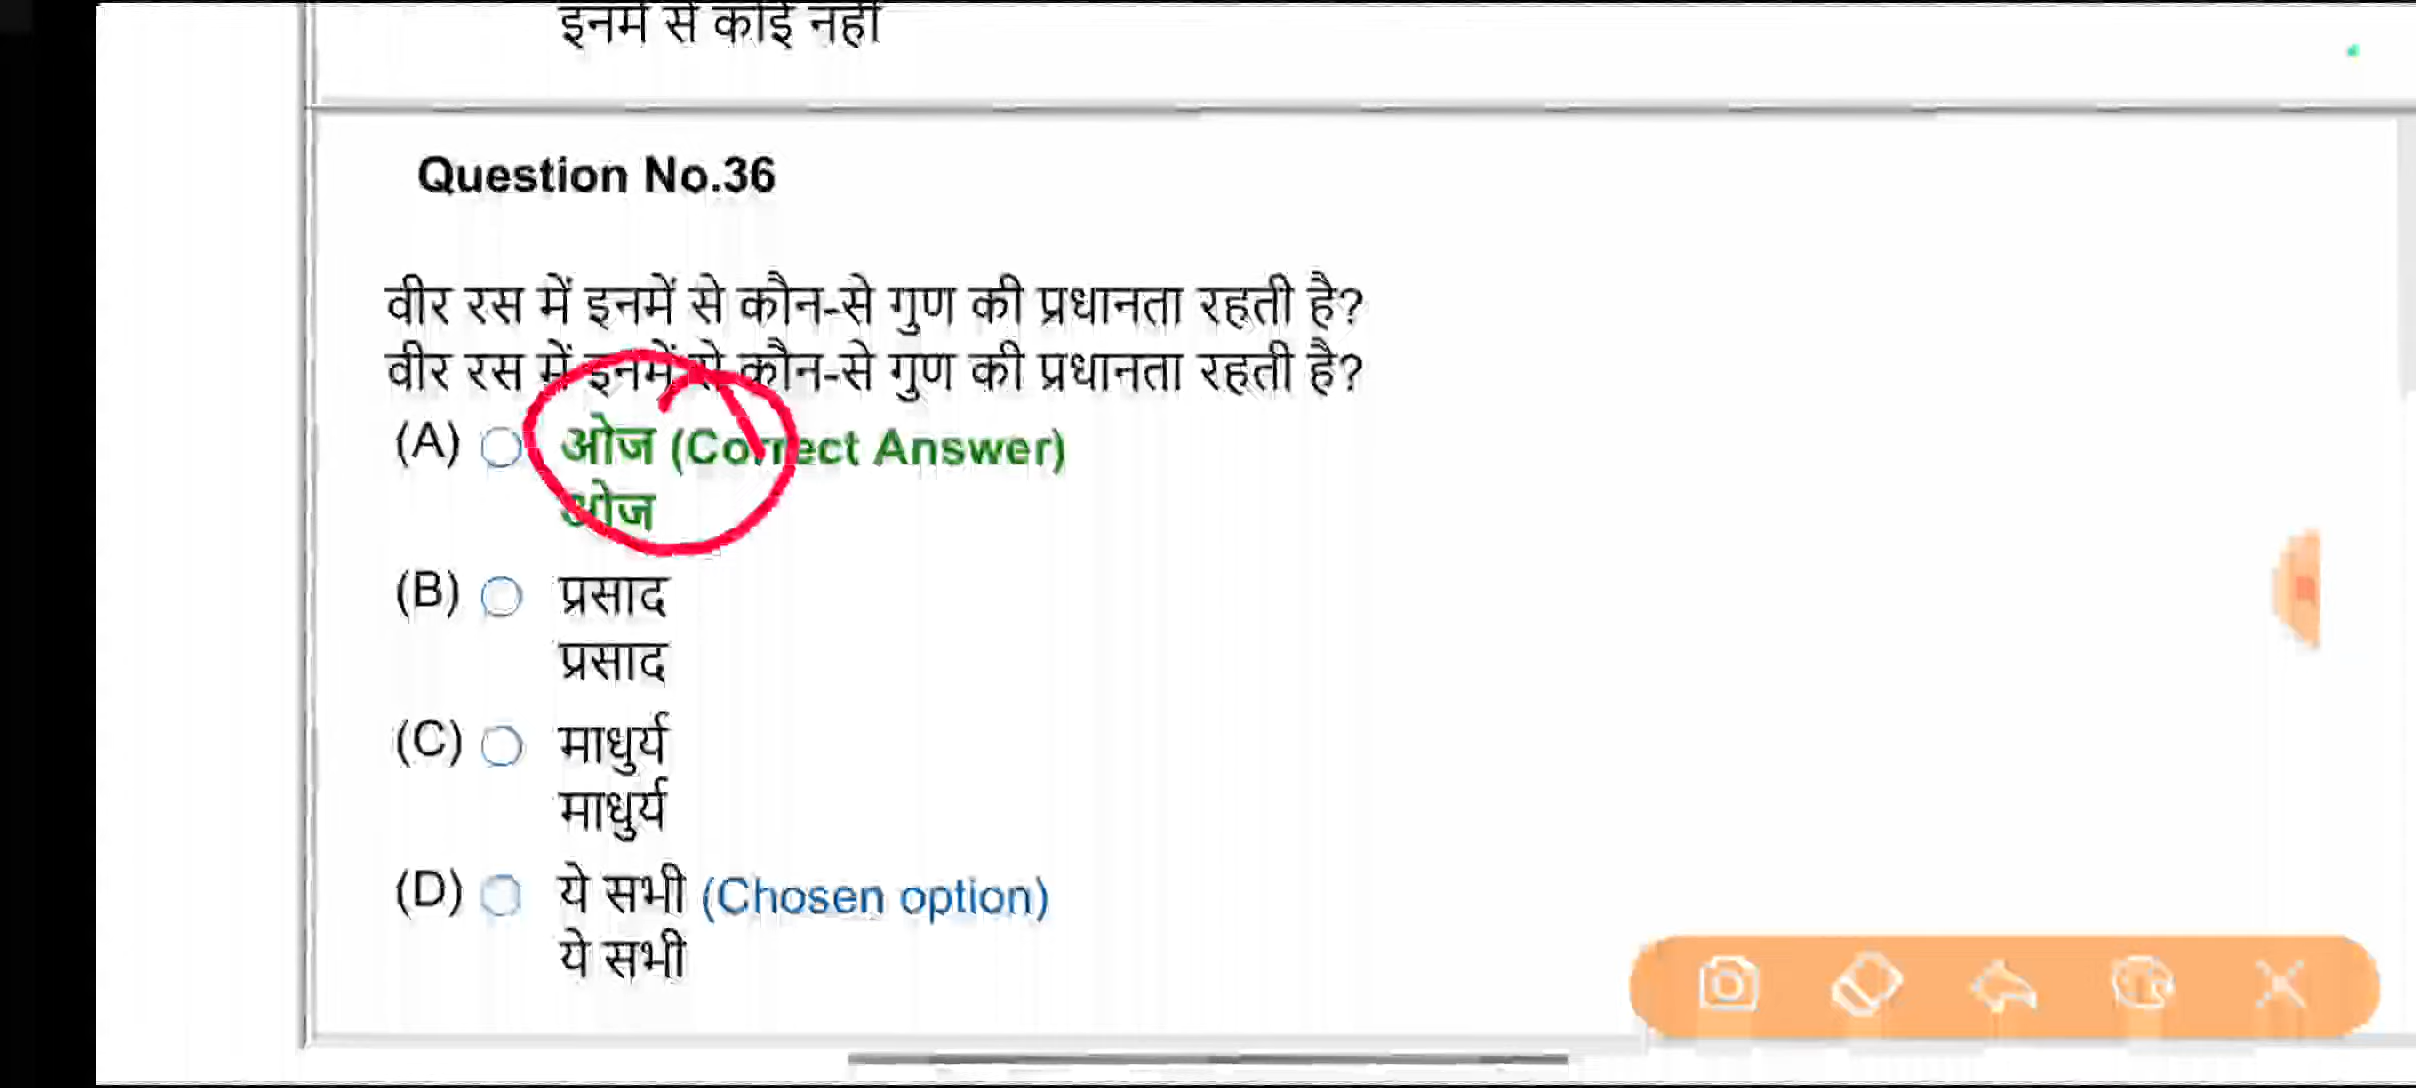 इनमें से कोई नहीं
Question No.36
वीर रस में इनमें से कौन-से गुण की प्रधानता रहती है?
वीर रस में इनमें से कौन-से गुण की प्रधानता रहती है?
(A) ओज (Correct Answer)
ओज
(B) प्रसाद
प्रसाद
(C) माधुर्य
माधुर्य
(D) ये सभी (Chosen option)
ये सभी